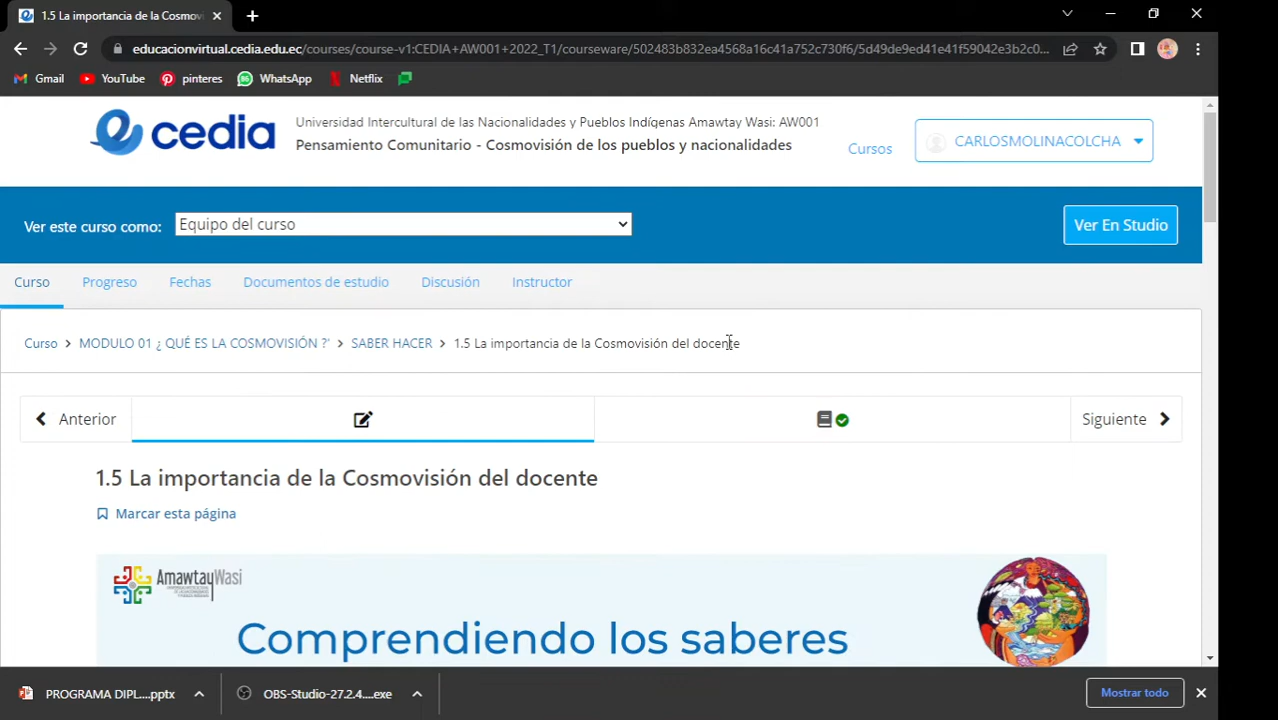 1.5 La importancia de la Cosmovi
educacionvirtual.cedia.edu.ec/courses/course-v1:CEDIA+AW001+2022_T1/courseware/502483b832ea4568a16c41a752c730f6/5d49de9ed41e41f59042e3b2c0...
Gmail YouTube pinteres WhatsApp Netflix
cedia
Universidad Intercultural de las Nacionalidades y Pueblos Indígenas Amawtay Wasi: AW001
Pensamiento Comunitario - Cosmovisión de los pueblos y nacionalidades
Cursos
CARLOSMOLINACOLCHA
Ver este curso como: Equipo del curso
Ver En Studio
Curso Progreso Fechas Documentos de estudio Discusión Instructor
Curso > MODULO 01 ¿ QUÉ ES LA COSMOVISIÓN ?' > SABER HACER > 1.5 La importancia de la Cosmovisión del docente
Anterior
Siguiente
1.5 La importancia de la Cosmovisión del docente
Marcar esta página
AmawtayWasi
Comprendiendo los saberes
PROGRAMA DIPL....pptx
OBS-Studio-27.2.4....exe
Mostrar todo